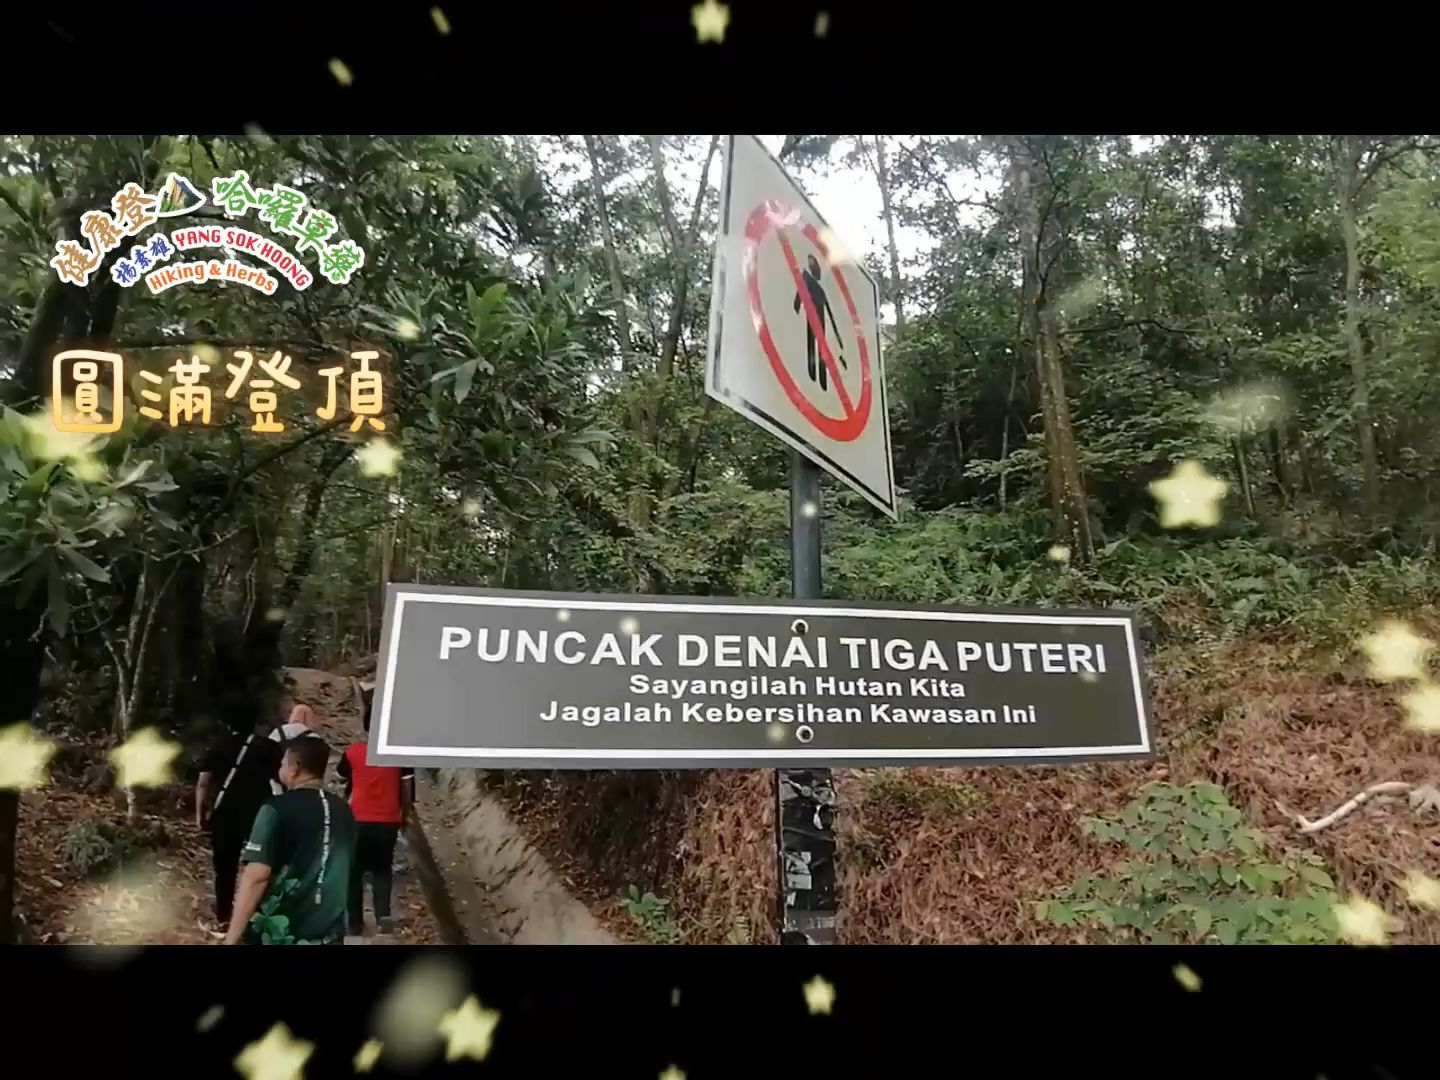 健康登 哈囉草藥
楊素雄 YANG SOK HOONG
Hiking & Herbs
圓滿登頂
PUNCAK DENAI TIGA PUTERI
Sayangilah Hutan Kita
Jagalah Kebersihan Kawasan Ini